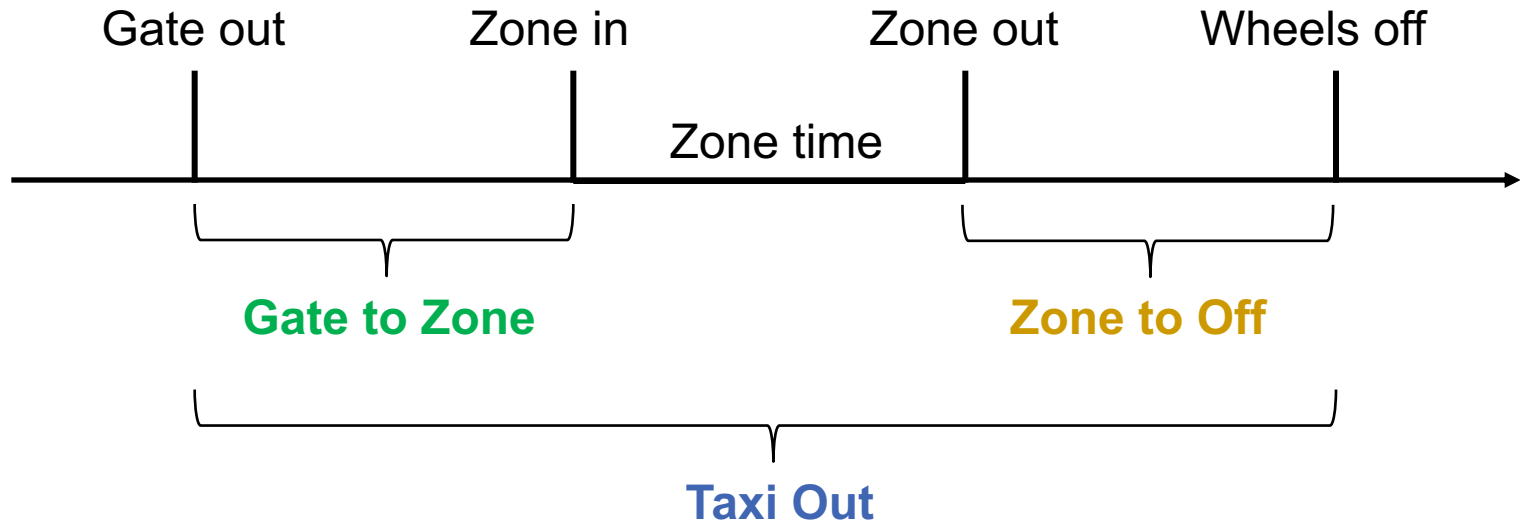 Gate out
Zone in
Zone out
Wheels off
Zone time
Gate to Zone
Zone to Off
Taxi Out